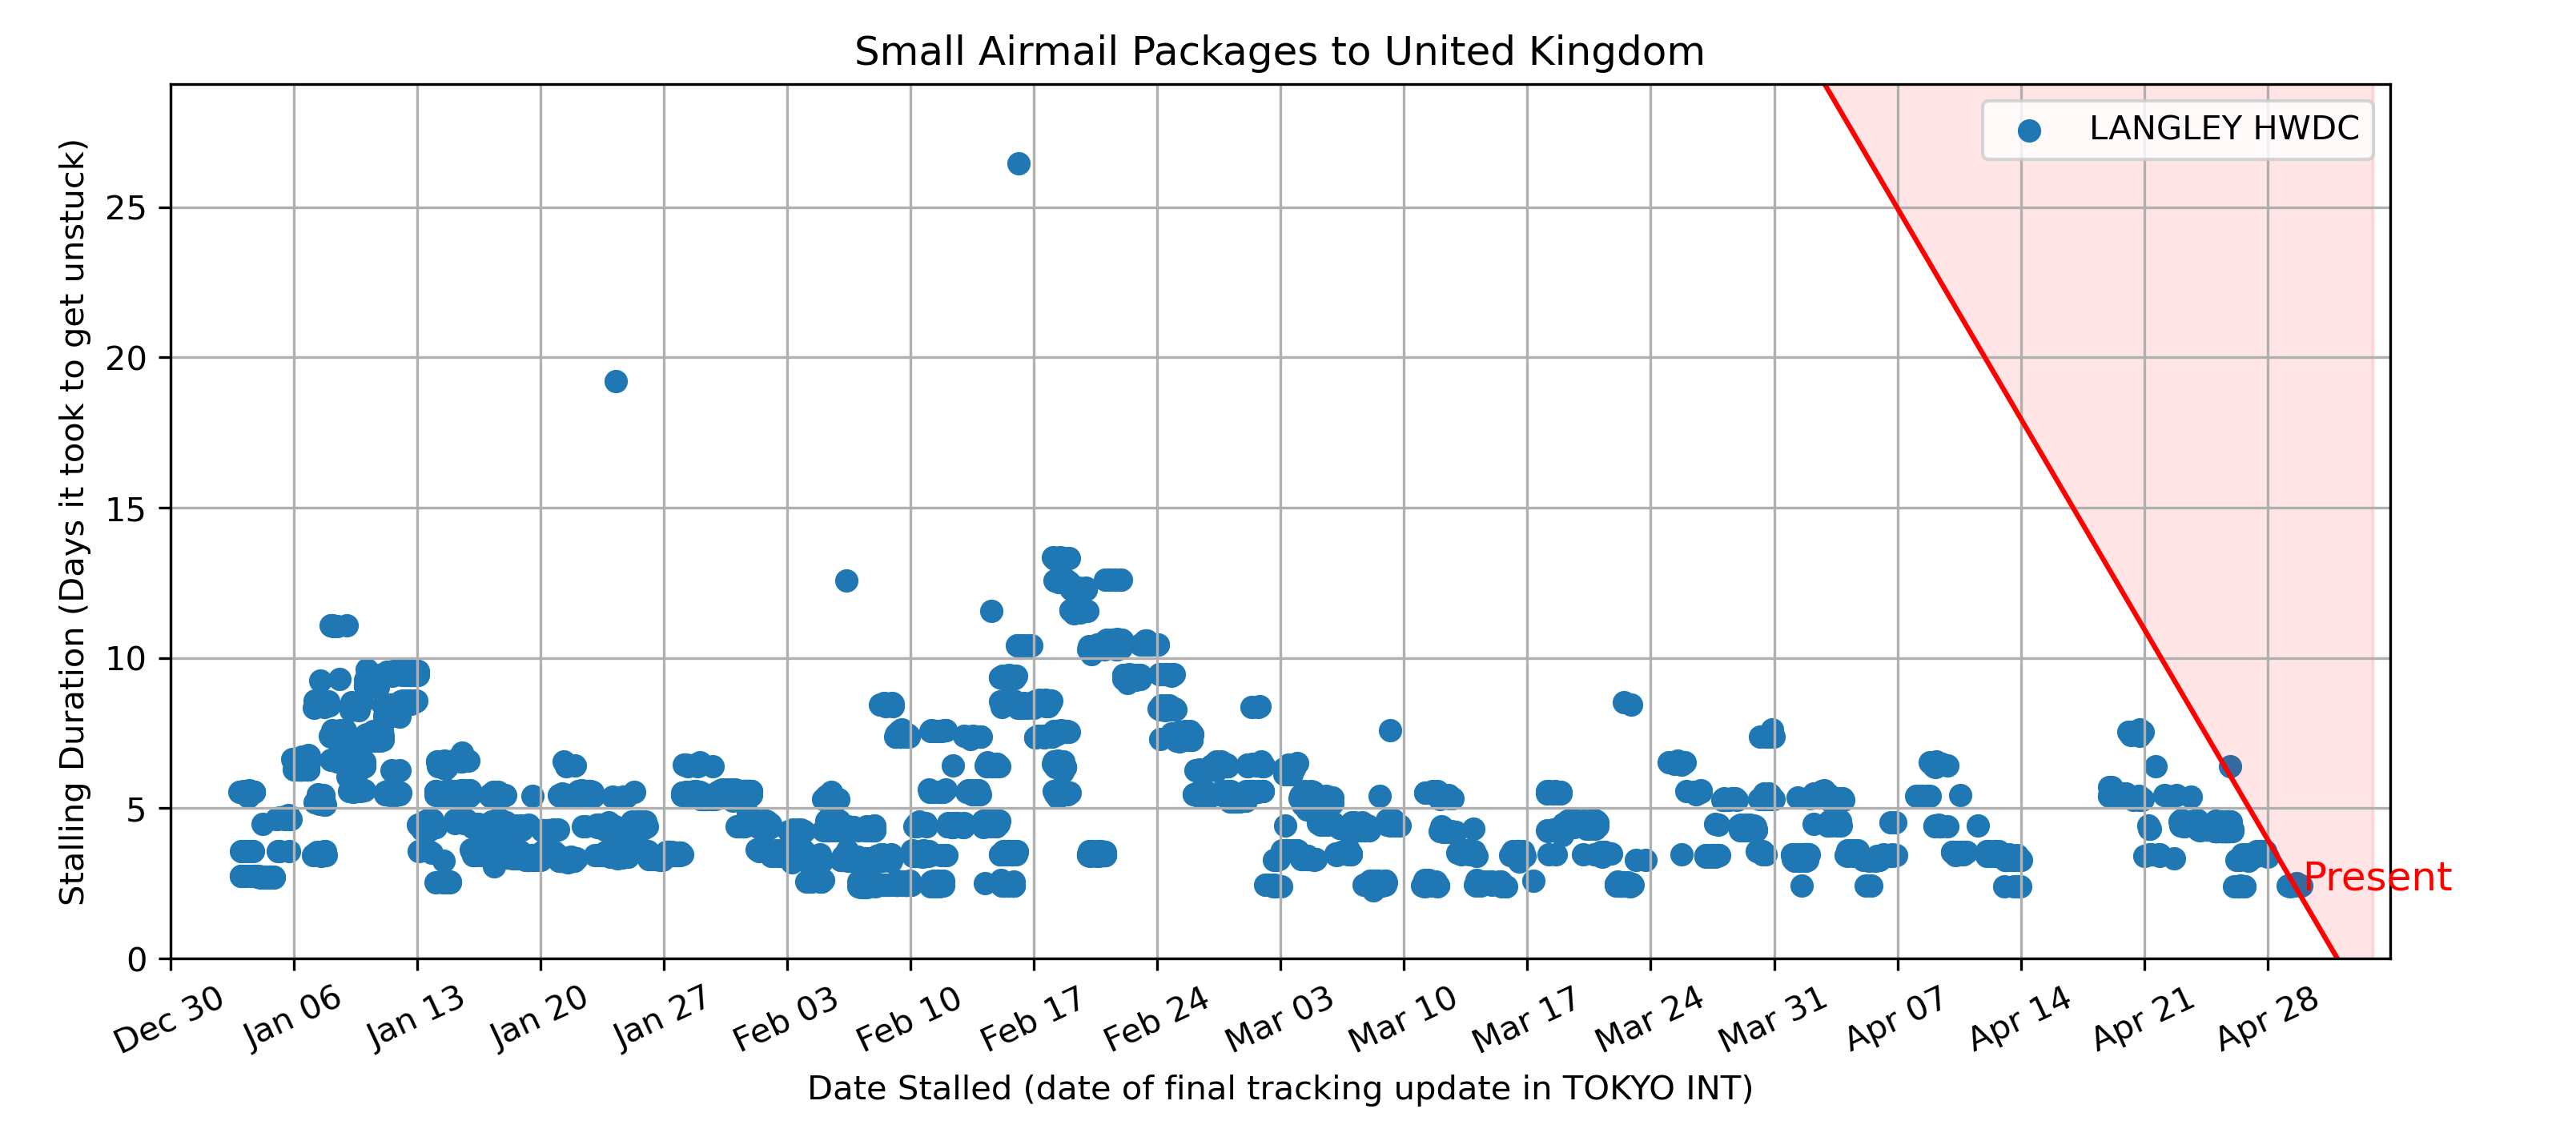 Small Airmail Packages to United Kingdom
LANGLEY HWDC
Stalling Duration (Days it took to get unstuck)
25
20
15
10
5
0
Present
Dec 30
Jan 06
Jan 13
Jan 20
Jan 27
Feb 03
Feb 10
Feb 17
Feb 24
Mar 03
Mar 10
Mar 17
Mar 24
Mar 31
Apr 07
Apr 14
Apr 21
Apr 28
Date Stalled (date of final tracking update in TOKYO INT)